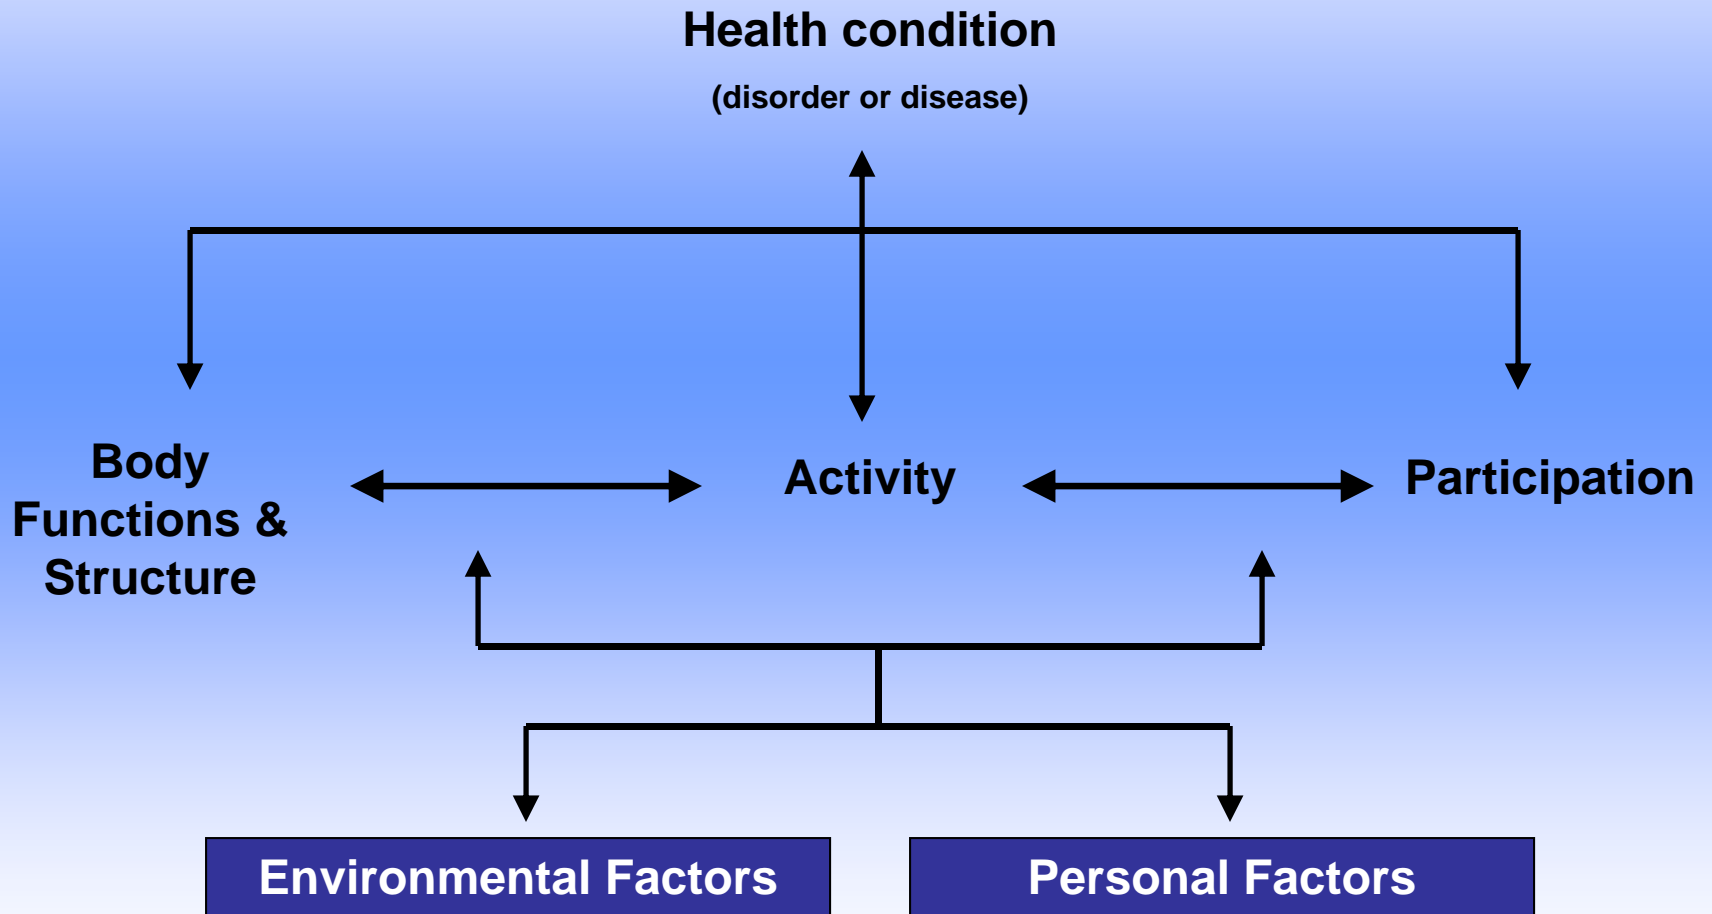 Health condition
(disorder or disease)
Body
Functions &
Structure
Activity
Participation
Environmental Factors
Personal Factors